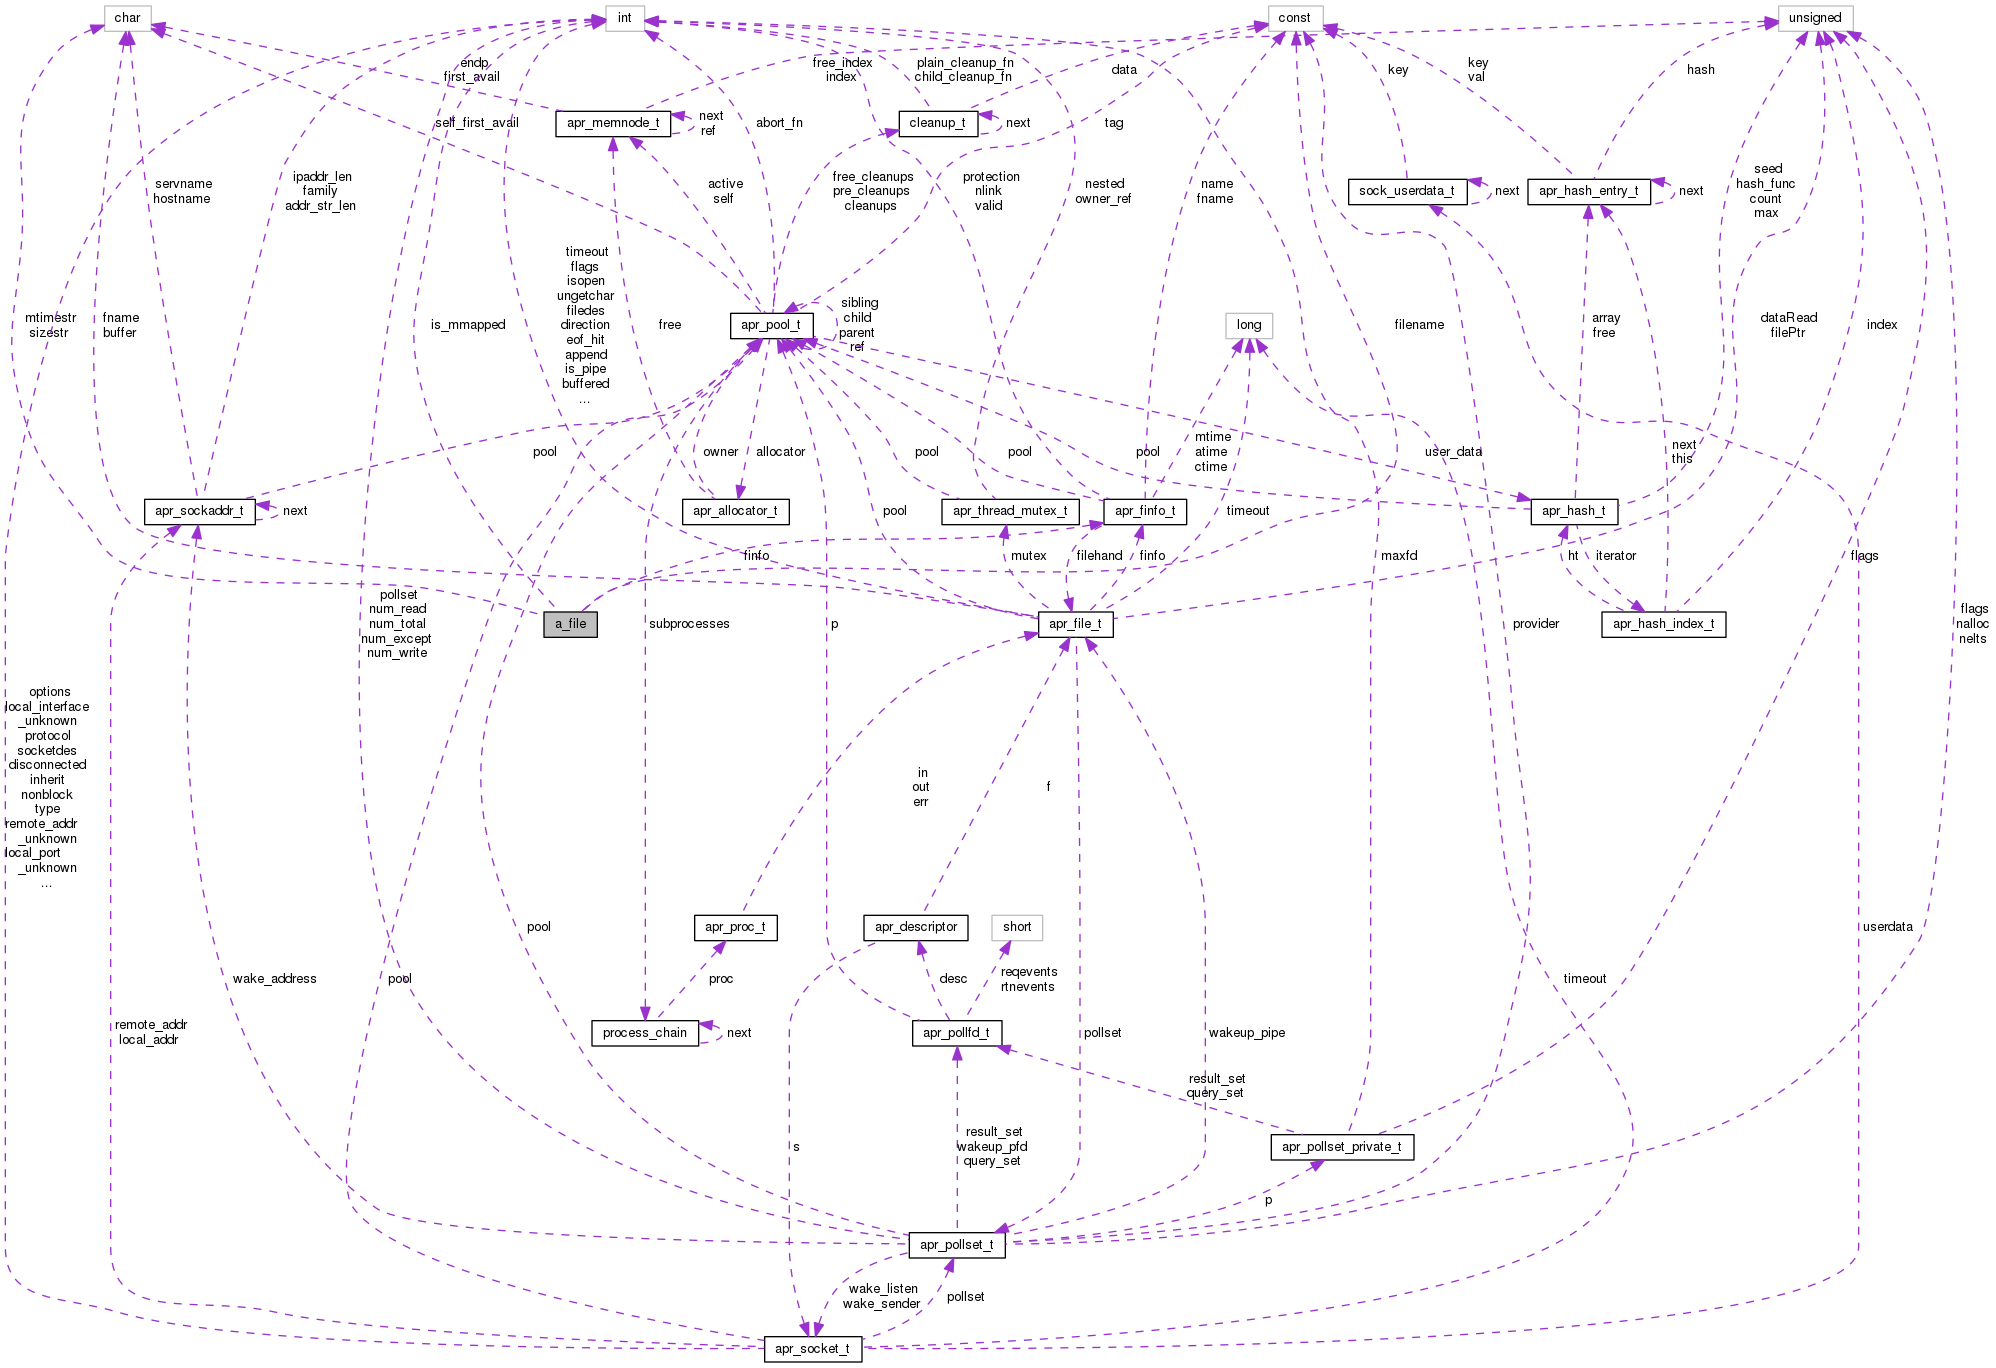 char
int
const
unsigned
endp
first_avail
free_index
index
plain_cleanup_fn
child_cleanup_fn
data
key
key
val
hash
self_first_avail
apr_memnode_t
next
ref
abort_fn
cleanup_t
next
tag
servname
hostname
ipaddr_len
family
addr_str_len
active
self
free_cleanups
pre_cleanups
cleanups
protection
nlink
valid
nested
owner_ref
name
fname
sock_userdata_t
next
apr_hash_entry_t
next
seed
hash_func
count
max
mtimestr
sizestr
fname
buffer
is_mmapped
timeout
flags
isopen
ungetchar
filedes
direction
eof_hit
append
is_pipe
buffered
...
free
apr_pool_t
sibling
child
parent
ref
long
filename
array
free
dataRead
filePtr
index
pool
owner
allocator
pool
pool
mtime
atime
ctime
pool
user_data
next
this
apr_sockaddr_t
next
apr_allocator_t
pool
apr_thread_mutex_t
apr_finfo_t
timeout
apr_hash_t
finfo
mutex
filehand
finfo
maxfd
ht
iterator
flags
pollset
num_read
num_total
num_except
num_write
a_file
subprocesses
p
apr_file_t
provider
apr_hash_index_t
flags
nalloc
nelts
options
local_interface
_unknown
protocol
socketdes
disconnected
inherit
nonblock
type
remote_addr
_unknown
local_port
_unknown
...
in
out
err
f
pool
apr_proc_t
apr_descriptor
short
userdata
wake_address
pool
proc
desc
reqevents
rtnevents
timeout
remote_addr
local_addr
process_chain
next
apr_pollfd_t
pollset
wakeup_pipe
result_set
query_set
s
result_set
wakeup_pfd
query_set
apr_pollset_private_t
p
apr_pollset_t
wake_listen
wake_sender
pollset
apr_socket_t